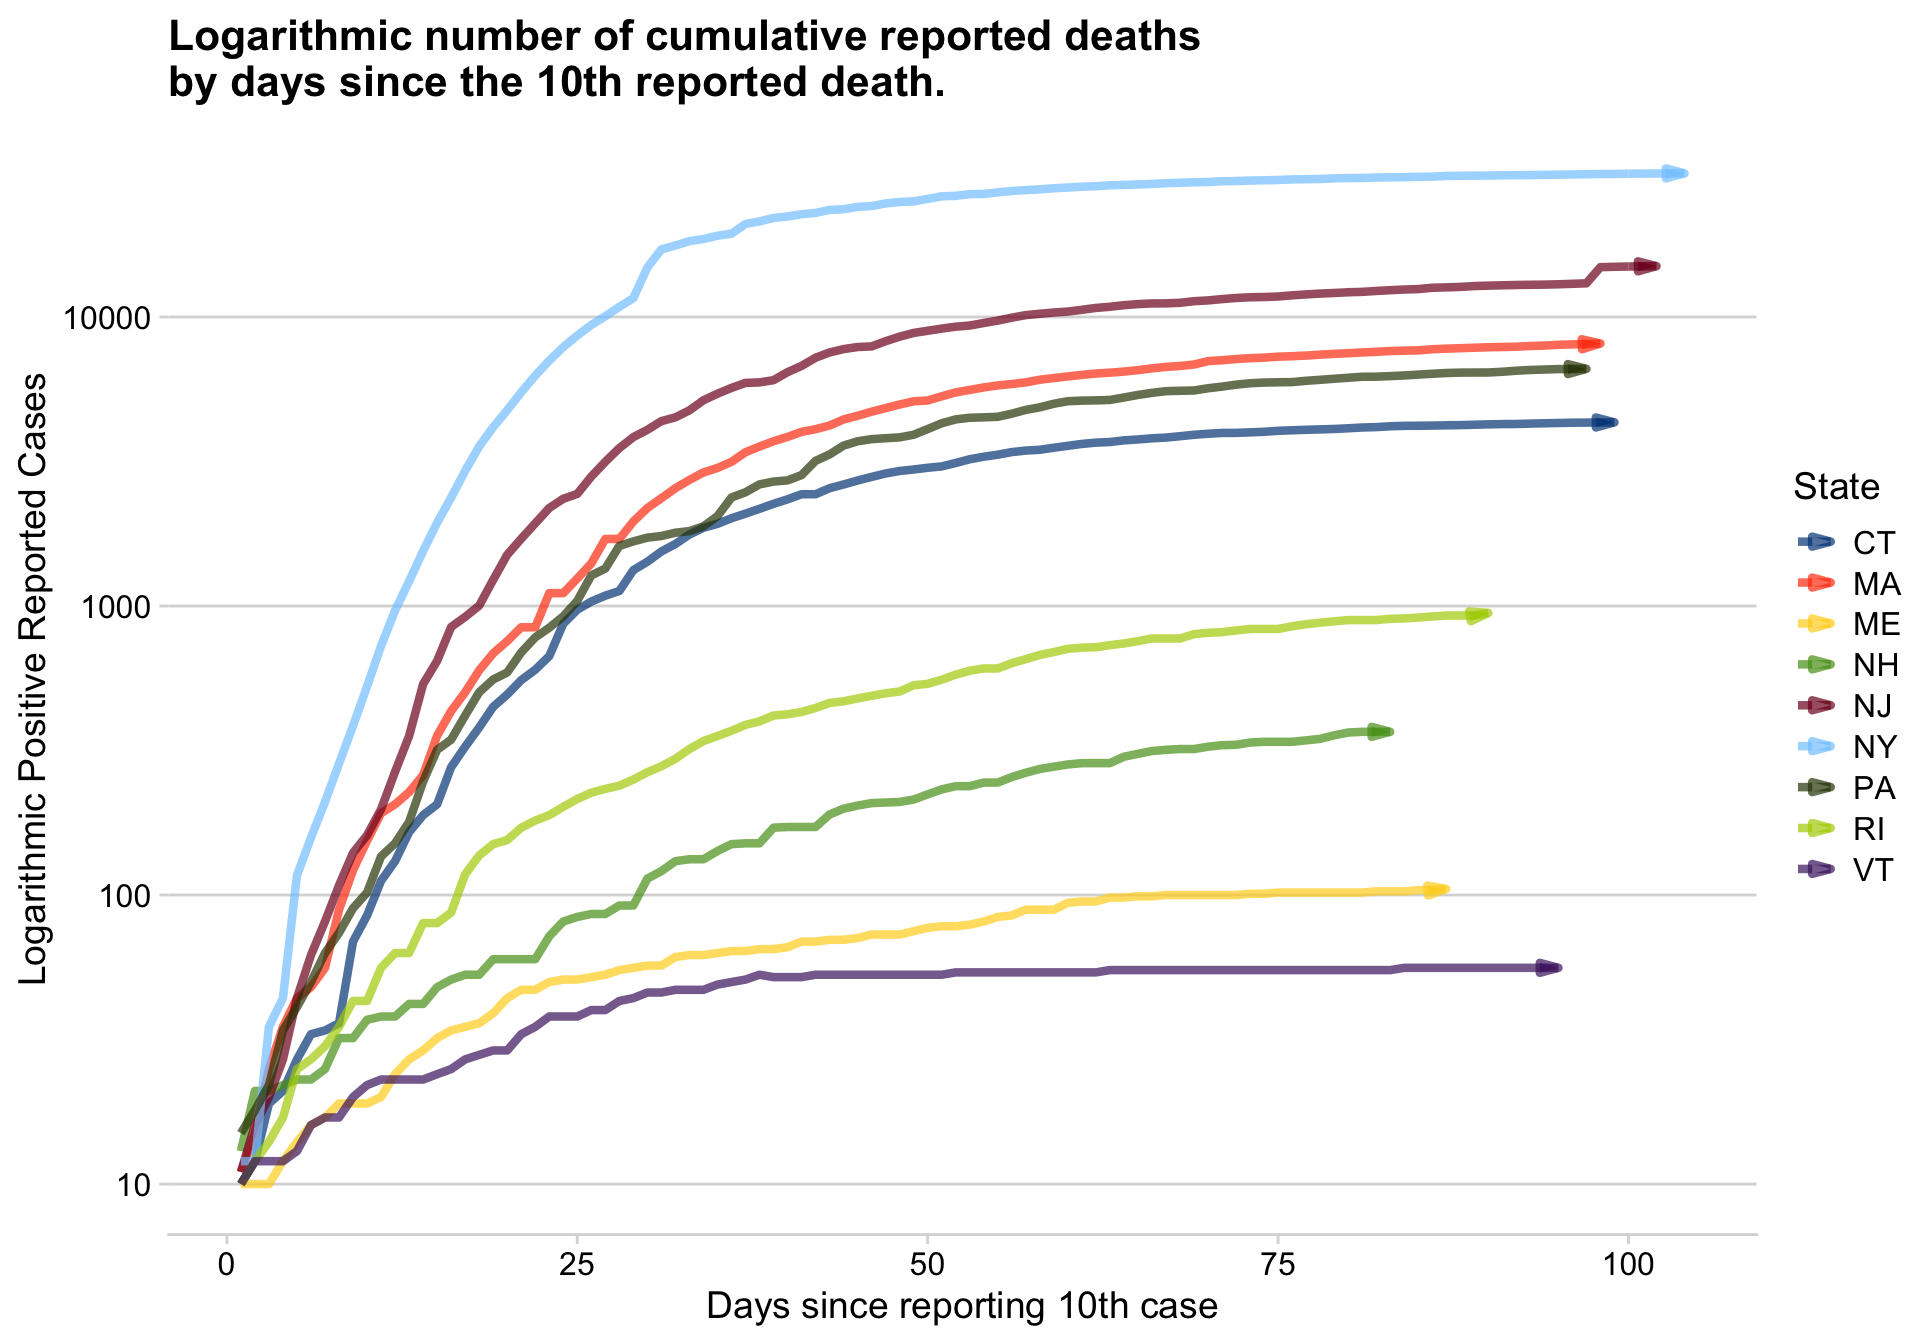 Logarithmic number of cumulative reported deaths
by days since the 10th reported death.
Logarithmic Positive Reported Cases
10000
1000
100
10
0 25 50 75 100
Days since reporting 10th case
State
CT
MA
ME
NH
NJ
NY
PA
RI
VT